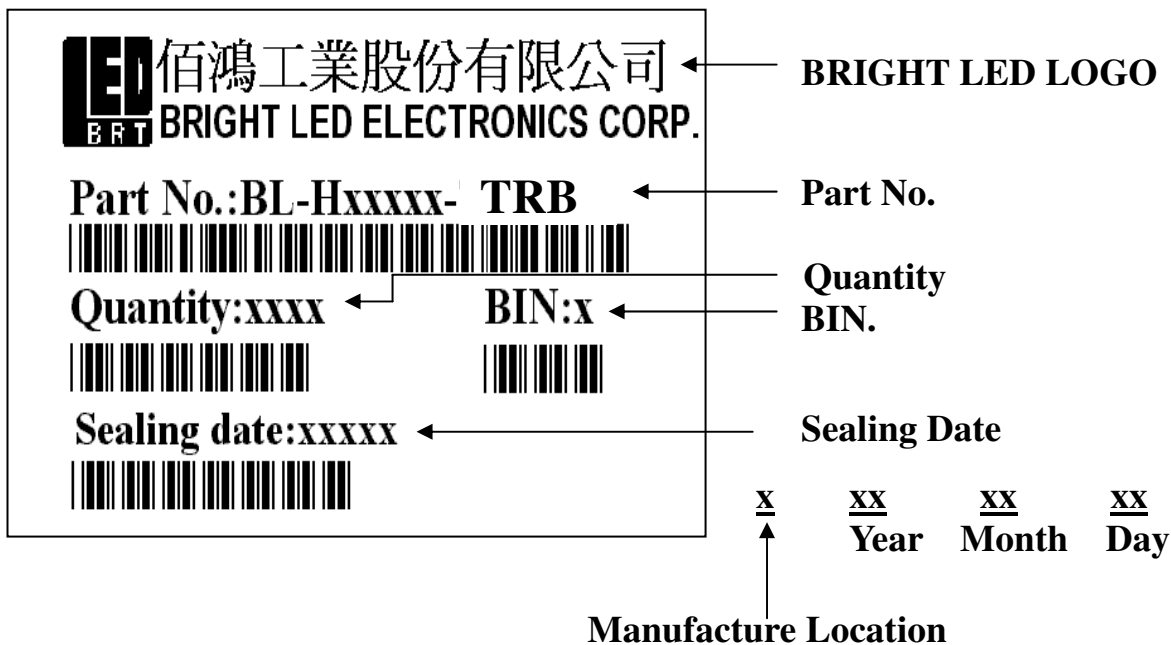 LED
BRT
佰鴻工業股份有限公司
BRIGHT LED ELECTRONICS CORP.
BRIGHT LED LOGO
Part No.:BL-Hxxxxx- TRB
Part No.
Quantity:xxxx
BIN:x
Quantity
BIN.
Sealing date:xxxxx
Sealing Date
x xx xx xx
Year Month Day
Manufacture Location